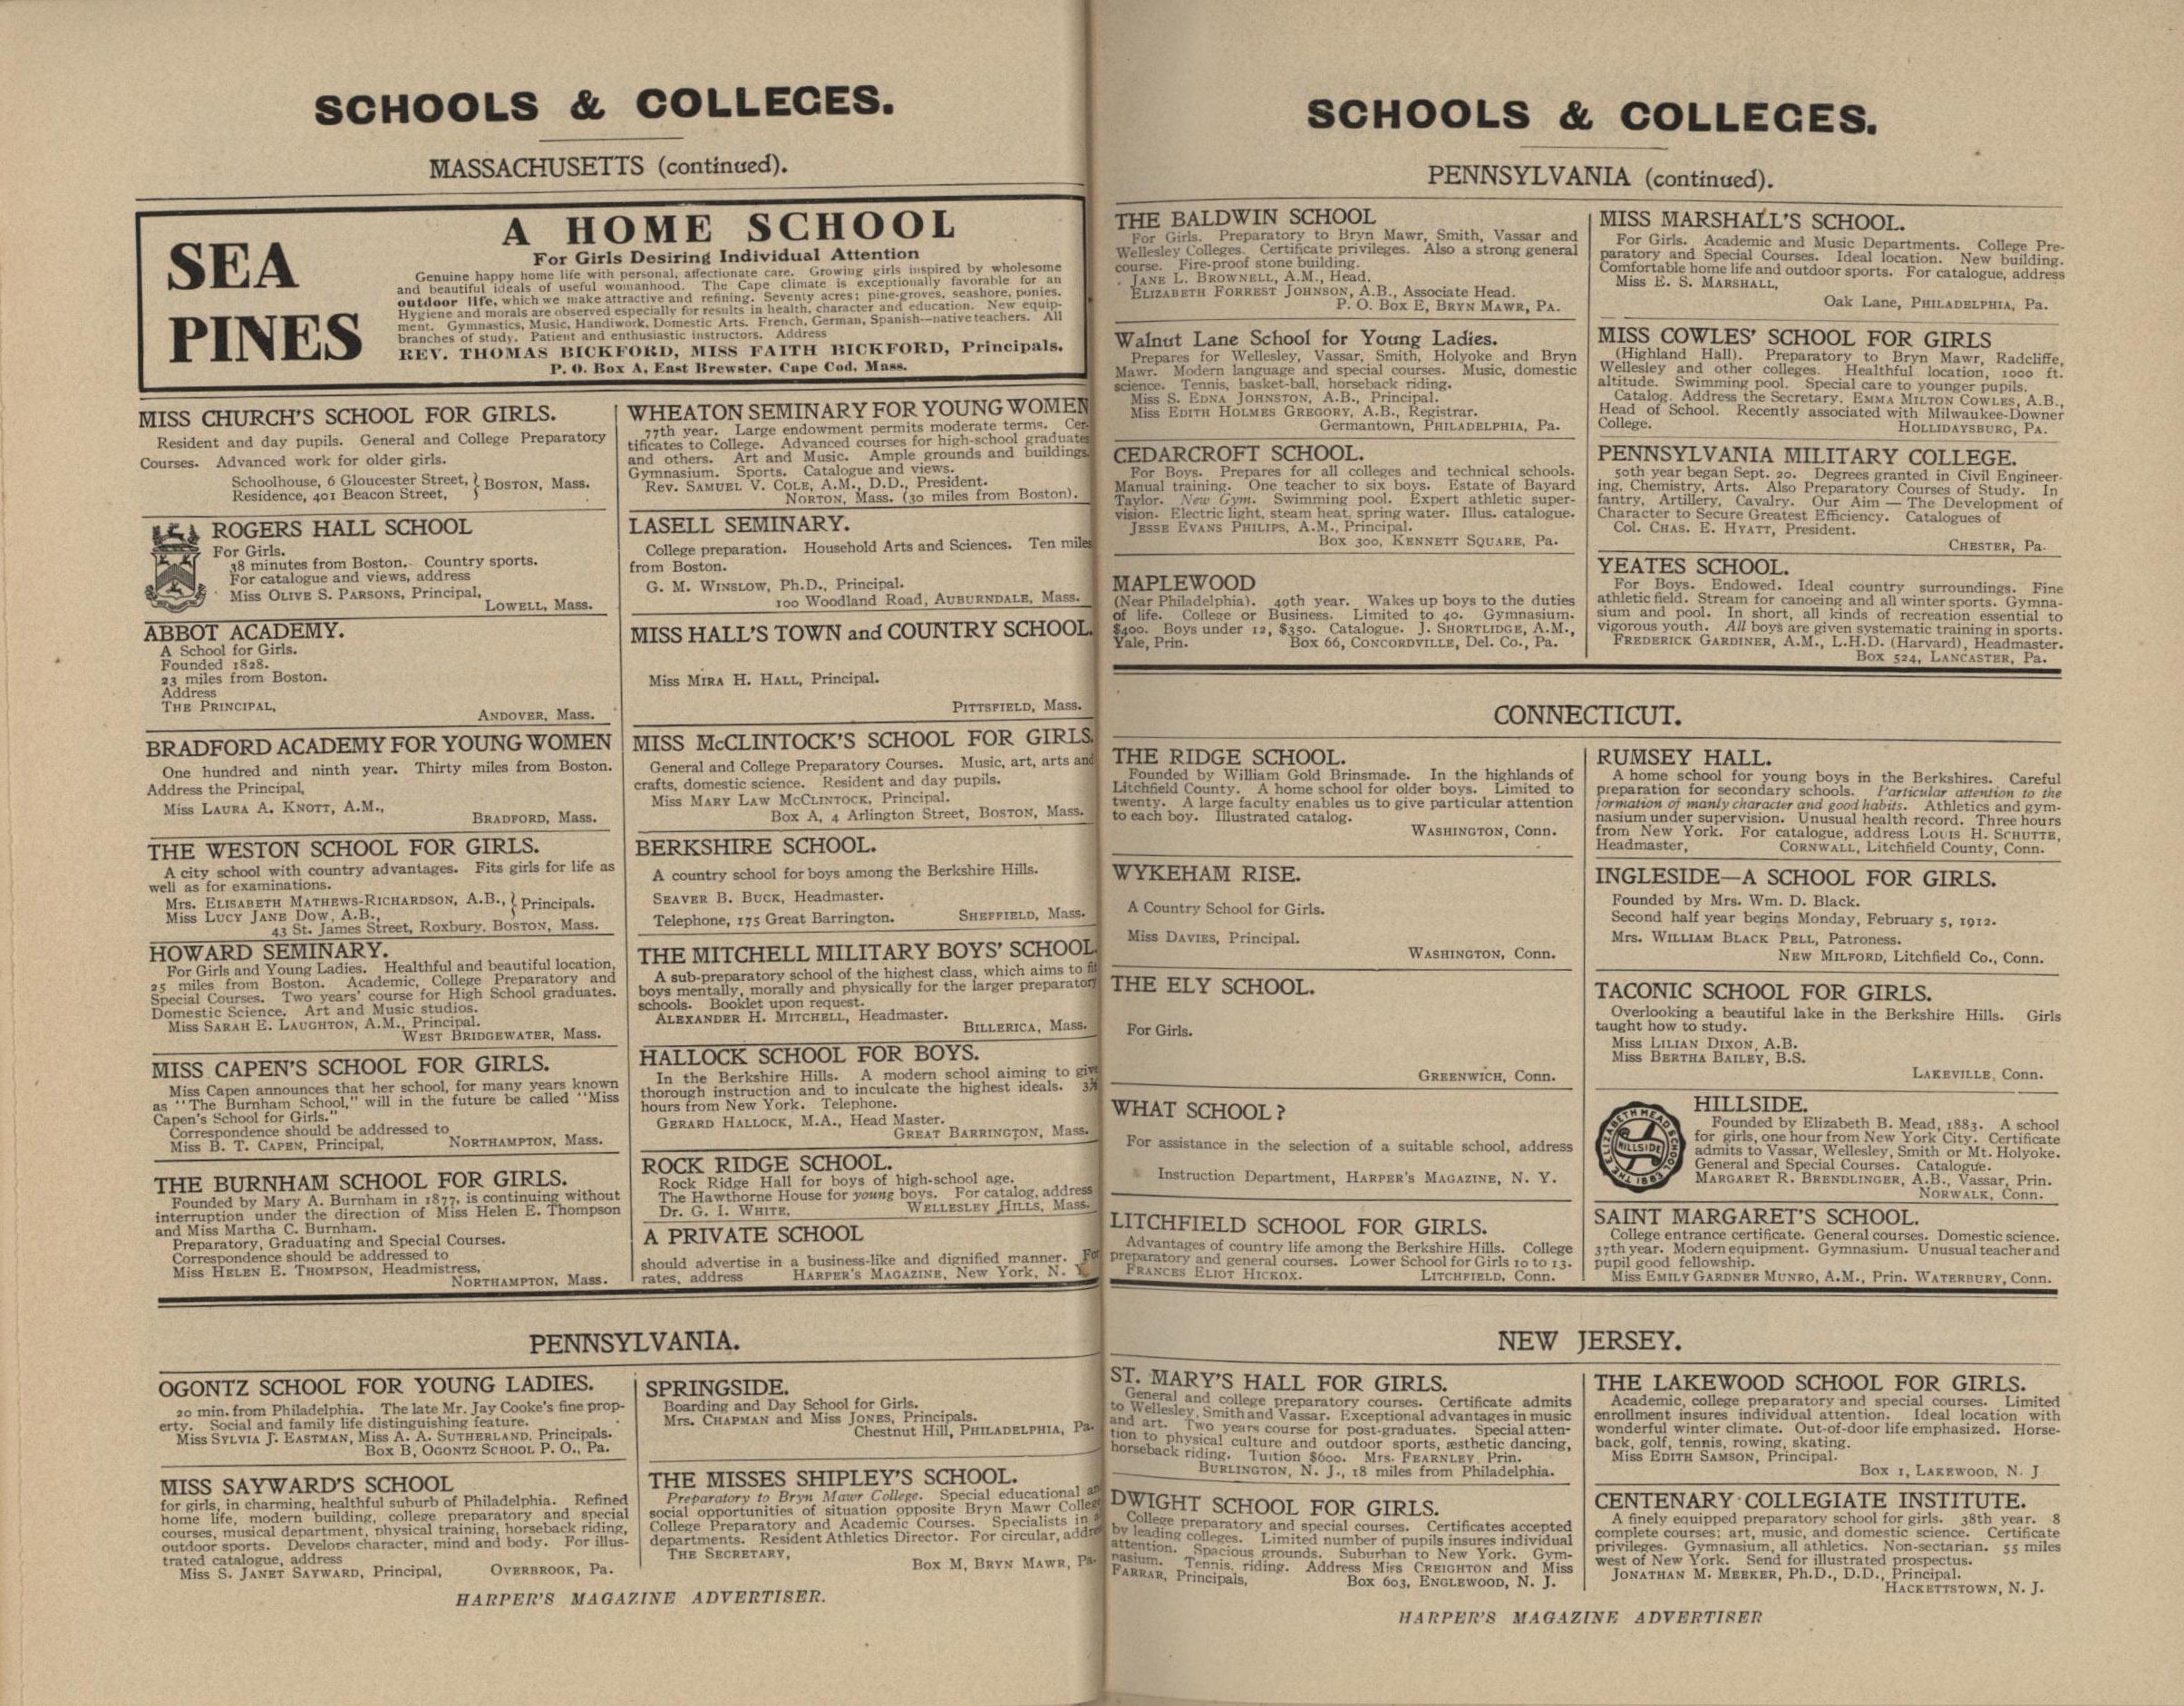 SCHOOLS & COLLEGES.
MASSACHUSETTS (continued).
SEA
PINES
A HOME SCHOOL
For Girls Desiring Individual Attention
Genuine happy home life with personal, affectionate care. Growing girls inspired by wholesome
and beautiful ideals of useful womanhood. The Cape climate is exceptionally favorable for an
outdoor life, which we make attractive and refining. Seventy acres; pine-groves, seashore, ponies.
Hygiene and morals are observed especially for results in health, character and education. New equip-
ment. Gymnastics, Music, Handiwork, Domestic Arts. French, German, Spanish--native teachers. All
branches of study. Patient and enthusiastic instructors. Address
REV. THOMAS BICKFORD, MISS FAITH BICKFORD, Principals.
P. O. Box A, East Brewster, Cape Cod, Mass.
MISS CHURCH'S SCHOOL FOR GIRLS.
Resident and day pupils. General and College Preparatory
Courses. Advanced work for older girls.
Schoolhouse, 6 Gloucester Street, } BOSTON, Mass.
Residence, 401 Beacon Street,
ROGERS HALL SCHOOL
For Girls.
38 minutes from Boston. Country sports.
For catalogue and views, address
Miss OLIVE S. PARSONS, Principal,
LOWELL, Mass.
ABBOT ACADEMY.
A School for Girls.
Founded 1828.
23 miles from Boston.
Address
THE PRINCIPAL,
ANDOVER, Mass.
BRADFORD ACADEMY FOR YOUNG WOMEN
One hundred and ninth year. Thirty miles from Boston.
Address the Principal,
Miss LAURA A. KNOTT, A.M.,
BRADFORD, Mass.
THE WESTON SCHOOL FOR GIRLS.
A city school with country advantages. Fits girls for life as
well as for examinations.
Mrs. ELISABETH MATHEWS-RICHARDSON, A.B., } Principals.
Miss LUCY JANE DOW, A.B.,
43 St. James Street, Roxbury, BOSTON, Mass.
HOWARD SEMINARY.
For Girls and Young Ladies. Healthful and beautiful location,
25 miles from Boston. Academic, College Preparatory and
Special Courses. Two years' course for High School graduates.
Domestic Science. Art and Music studios.
Miss SARAH E. LAUGHTON, A.M., Principal.
WEST BRIDGEWATER, Mass.
MISS CAPEN'S SCHOOL FOR GIRLS.
Miss Capen announces that her school, for many years known
as "The Burnham School," will in the future be called "Miss
Capen's School for Girls."
Correspondence should be addressed to
Miss B. T. CAPEN, Principal, NORTHAMPTON, Mass.
THE BURNHAM SCHOOL FOR GIRLS.
Founded by Mary A. Burnham in 1877, is continuing without
interruption under the direction of Miss Helen E. Thompson
and Miss Martha C. Burnham.
Preparatory, Graduating and Special Courses.
Correspondence should be addressed to
Miss HELEN E. THOMPSON, Headmistress,
NORTHAMPTON, Mass.
WHEATON SEMINARY FOR YOUNG WOMEN
77th year. Large endowment permits moderate terms. Cer-
tificates to College. Advanced courses for high-school graduates
and others. Art and Music. Ample grounds and buildings.
Gymnasium. Sports. Catalogue and views.
Rev. SAMUEL V. COLE, A.M., D.D., President.
NORTON, Mass. (30 miles from Boston).
LASELL SEMINARY.
College preparation. Household Arts and Sciences. Ten miles
from Boston.
G. M. WINSLOW, Ph.D., Principal.
100 Woodland Road, AUBURNDALE, Mass.
MISS HALL'S TOWN and COUNTRY SCHOOL.
Miss MIRA H. HALL, Principal.
PITTSFIELD, Mass.
MISS McCLINTOCK'S SCHOOL FOR GIRLS.
General and College Preparatory Courses. Music, art, arts and
crafts, domestic science. Resident and day pupils.
Miss MARY LAW McCLINTOCK, Principal.
Box A, 4 Arlington Street, BOSTON, Mass.
BERKSHIRE SCHOOL.
A country school for boys among the Berkshire Hills.
SEAVER B. BUCK, Headmaster.
Telephone, 175 Great Barrington. SHEFFIELD, Mass.
THE MITCHELL MILITARY BOYS' SCHOOL.
A sub-preparatory school of the highest class, which aims to fit
boys mentally, morally and physically for the larger preparatory
schools. Booklet upon request.
ALEXANDER H. MITCHELL, Headmaster.
BILLERICA, Mass.
HALLOCK SCHOOL FOR BOYS.
In the Berkshire Hills. A modern school aiming to give
thorough instruction and to inculcate the highest ideals. 3½
hours from New York. Telephone.
GERARD HALLOCK, M.A., Head Master.
GREAT BARRINGTON, Mass.
ROCK RIDGE SCHOOL.
Rock Ridge Hall for boys of high-school age.
The Hawthorne House for young boys. For catalog, address
Dr. G. I. WHITE, WELLESLEY HILLS, Mass.
A PRIVATE SCHOOL
should advertise in a business-like and dignified manner. For
rates, address HARPER'S MAGAZINE, New York, N. Y.
PENNSYLVANIA.
OGONTZ SCHOOL FOR YOUNG LADIES.
20 min. from Philadelphia. The late Mr. Jay Cooke's fine prop-
erty. Social and family life distinguishing feature.
Miss SYLVIA J. EASTMAN, Miss A. A. SUTHERLAND, Principals.
Box B, OGONTZ SCHOOL P. O., Pa.
MISS SAYWARD'S SCHOOL
for girls, in charming, healthful suburb of Philadelphia. Refined
home life, modern building, college preparatory and special
courses, musical department, physical training, horseback riding,
outdoor sports. Develops character, mind and body. For illus-
trated catalogue, address
Miss S. JANET SAYWARD, Principal, OVERBROOK, Pa.
SPRINGSIDE.
Boarding and Day School for Girls.
Mrs. CHAPMAN and Miss JONES, Principals.
Chestnut Hill, PHILADELPHIA, Pa.
THE MISSES SHIPLEY'S SCHOOL.
Preparatory to Bryn Mawr College. Special educational
social opportunities of situation opposite Bryn Mawr College
College Preparatory and Academic Courses. Specialists in
departments. Resident Athletics Director. For circular, address
THE SECRETARY,
Box M, BRYN MAWR, Pa.
HARPER'S MAGAZINE ADVERTISER.
SCHOOLS & COLLEGES.
PENNSYLVANIA (continued).
THE BALDWIN SCHOOL
For Girls. Preparatory to Bryn Mawr, Smith, Vassar and
Wellesley Colleges. Certificate privileges. Also a strong general
course. Fire-proof stone building.
JANE L. BROWNELL, A.M., Head.
ELIZABETH FORREST JOHNSON, A.B., Associate Head.
P. O. Box E, BRYN MAWR, Pa.
Walnut Lane School for Young Ladies.
Prepares for Wellesley, Vassar, Smith, Holyoke and Bryn
Mawr. Modern language and special courses. Music, domestic
science. Tennis, basket-ball, horseback riding.
Miss S. EDNA JOHNSTON, A.B., Principal.
Miss EDITH HOLMES GREGORY, A.B., Registrar.
Germantown, PHILADELPHIA, Pa.
CEDARCROFT SCHOOL.
For Boys. Prepares for all colleges and technical schools.
Manual training. One teacher to six boys. Estate of Bayard
Taylor. New Gym. Swimming pool. Expert athletic super-
vision. Electric light, steam heat, spring water. Illus. catalogue.
JESSE EVANS PHILIPS, A.M., Principal.
Box 300, KENNETT SQUARE, Pa.
MAPLEWOOD
(Near Philadelphia). 49th year. Wakes up boys to the duties
of life. College or Business. Limited to 40. Gymnasium.
$400. Boys under 12, $350. Catalogue. J. SHORTLIDGE, A.M.,
Yale, Prin. Box 66, CONCORDVILLE, Del. Co., Pa.
MISS MARSHALL'S SCHOOL.
For Girls. Academic and Music Departments. College Pre-
paratory and Special Courses. Ideal location. New building.
Comfortable home life and outdoor sports. For catalogue, address
Miss E. S. MARSHALL,
Oak Lane, PHILADELPHIA, Pa.
MISS COWLES' SCHOOL FOR GIRLS
(Highland Hall). Preparatory to Bryn Mawr, Radcliffe,
Wellesley and other colleges. Healthful location, 1000 ft.
altitude. Swimming pool. Special care to younger pupils.
Catalog. Address the Secretary. EMMA MILTON COWLES, A.B.,
Head of School. Recently associated with Milwaukee-Downer
College. HOLLIDAYSBURG, PA.
PENNSYLVANIA MILITARY COLLEGE.
50th year began Sept. 20. Degrees granted in Civil Engineer-
ing, Chemistry, Arts. Also Preparatory Courses of Study. In
fantry, Artillery, Cavalry. Our Aim — The Development of
Character to Secure Greatest Efficiency. Catalogues of
Col. CHAS. E. HYATT, President.
CHESTER, Pa.
YEATES SCHOOL.
For Boys. Endowed. Ideal country surroundings. Fine
athletic field. Stream for canoeing and all winter sports. Gymna-
sium and pool. In short, all kinds of recreation essential to
vigorous youth. All boys are given systematic training in sports.
FREDERICK GARDINER, A.M., L.H.D. (Harvard), Headmaster.
Box 524, LANCASTER, Pa.
CONNECTICUT.
THE RIDGE SCHOOL.
Founded by William Gold Brinsmade. In the highlands of
Litchfield County. A home school for older boys. Limited to
twenty. A large faculty enables us to give particular attention
to each boy. Illustrated catalog.
WASHINGTON, Conn.
WYKEHAM RISE.
A Country School for Girls.
Miss DAVIES, Principal.
WASHINGTON, Conn.
THE ELY SCHOOL.
For Girls.
GREENWICH, Conn.
WHAT SCHOOL?
For assistance in the selection of a suitable school, address
Instruction Department, HARPER'S MAGAZINE, N. Y.
LITCHFIELD SCHOOL FOR GIRLS.
Advantages of country life among the Berkshire Hills. College
preparatory and general courses. Lower School for Girls 10 to 13.
FRANCES ELIOT HICKOX. LITCHFIELD, Conn.
RUMSEY HALL.
A home school for young boys in the Berkshires. Careful
preparation for secondary schools. Particular attention to the
formation of manly character and good habits. Athletics and gym-
nasium under supervision. Unusual health record. Three hours
from New York. For catalogue, address LOUIS H. SCHUTTE,
Headmaster, CORNWALL, Litchfield County, Conn.
INGLESIDE—A SCHOOL FOR GIRLS.
Founded by Mrs. Wm. D. Black.
Second half year begins Monday, February 5, 1912.
Mrs. WILLIAM BLACK PELL, Patroness.
NEW MILFORD, Litchfield Co., Conn.
TACONIC SCHOOL FOR GIRLS.
Overlooking a beautiful lake in the Berkshire Hills. Girls
taught how to study.
Miss LILIAN DIXON, A.B.
Miss BERTHA BAILEY, B.S.
LAKEVILLE, Conn.
THE ELIZABETH MEAD SCHOOL
HILLSIDE
1883
HILLSIDE.
Founded by Elizabeth B. Mead, 1883. A school
for girls, one hour from New York City. Certificate
admits to Vassar, Wellesley, Smith or Mt. Holyoke.
General and Special Courses. Catalogue.
MARGARET R. BRENDLINGER, A.B., Vassar, Prin.
NORWALK, Conn.
SAINT MARGARET'S SCHOOL.
College entrance certificate. General courses. Domestic science.
37th year. Modern equipment. Gymnasium. Unusual teacher and
pupil good fellowship.
Miss EMILY GARDNER MUNRO, A.M., Prin. WATERBURY, Conn.
NEW JERSEY.
ST. MARY'S HALL FOR GIRLS.
General and college preparatory courses. Certificate admits
to Wellesley, Smith and Vassar. Exceptional advantages in music
and art. Two years course for post-graduates. Special atten-
tion to physical culture and outdoor sports, æsthetic dancing,
horseback riding. Tuition $600. Mrs. FEARNLEY, Prin.
BURLINGTON, N. J., 18 miles from Philadelphia.
DWIGHT SCHOOL FOR GIRLS.
College preparatory and special courses. Certificates accepted
by leading colleges. Limited number of pupils insures individual
attention. Spacious grounds. Suburban to New York. Gym-
nasium. Tennis, riding. Address Miss CREIGHTON and Miss
FARRAR, Principals, Box 603, ENGLEWOOD, N. J.
THE LAKEWOOD SCHOOL FOR GIRLS.
Academic, college preparatory and special courses. Limited
enrollment insures individual attention. Ideal location with
wonderful winter climate. Out-of-door life emphasized. Horse-
back, golf, tennis, rowing, skating.
Miss EDITH SAMSON, Principal.
Box 1, LAKEWOOD, N. J
CENTENARY COLLEGIATE INSTITUTE.
A finely equipped preparatory school for girls. 38th year. 8
complete courses; art, music, and domestic science. Certificate
privileges. Gymnasium, all athletics. Non-sectarian. 55 miles
west of New York. Send for illustrated prospectus.
JONATHAN M. MEEKER, Ph.D., D.D., Principal.
HACKETTSTOWN, N. J.
HARPER'S MAGAZINE ADVERTISER